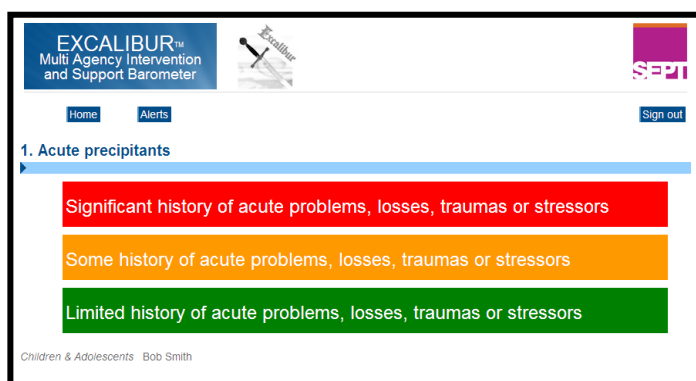 EXCALIBUR™
Multi Agency Intervention
and Support Barometer
Excalibur
SEPT
Home Alerts Sign out
1. Acute precipitants
Significant history of acute problems, losses, traumas or stressors
Some history of acute problems, losses, traumas or stressors
Limited history of acute problems, losses, traumas or stressors
Children & Adolescents Bob Smith